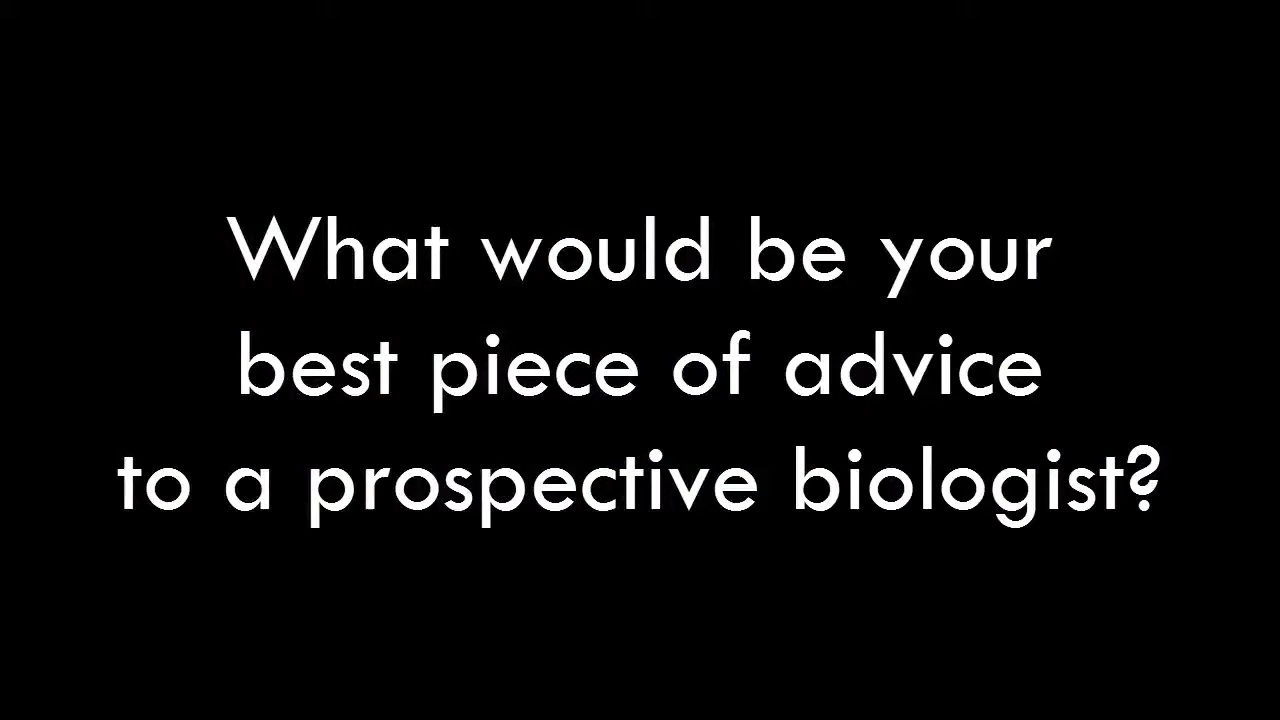 What would be your
best piece of advice
to a prospective biologist?